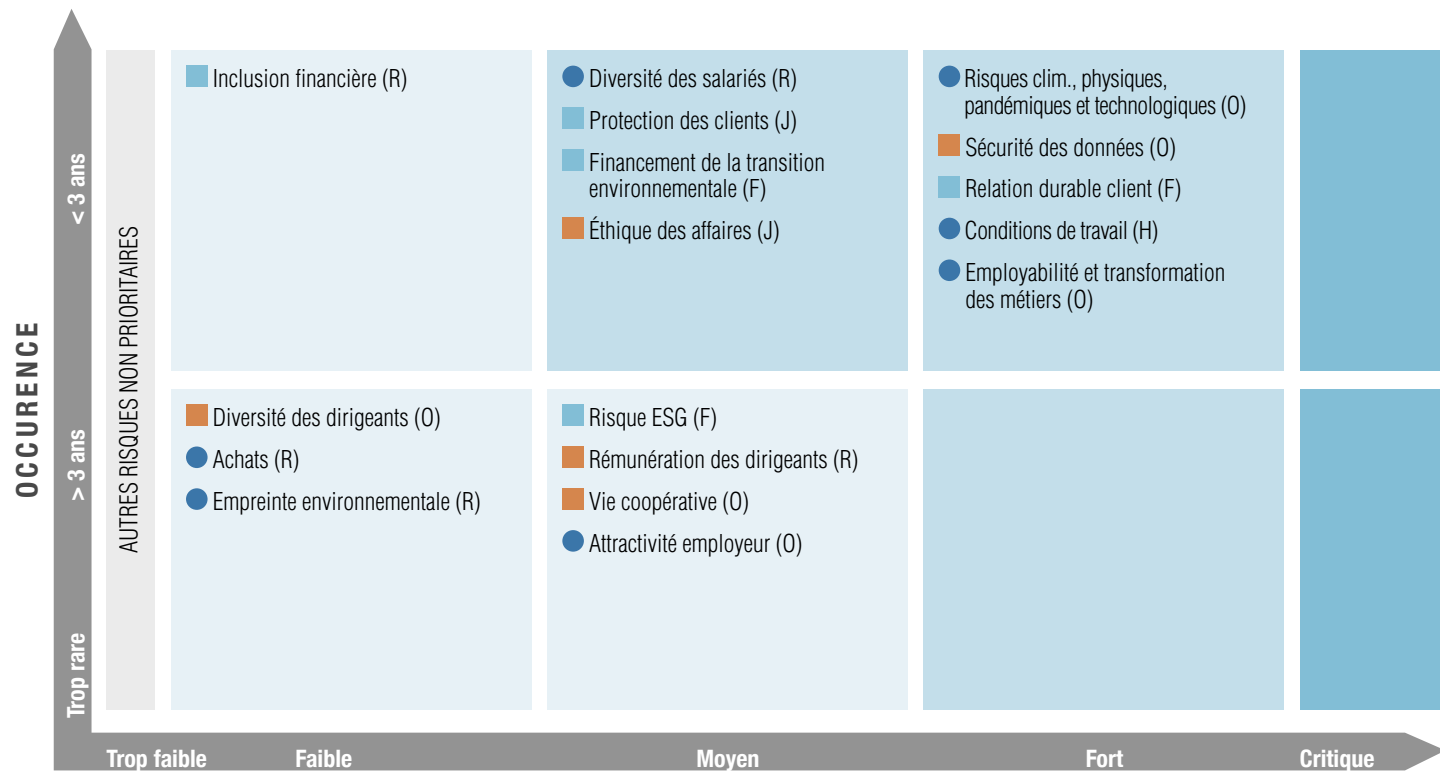 OCCURENCE
< 3 ans
> 3 ans
Trop rare
AUTRES RISQUES NON PRIORITAIRES
Inclusion financière (R)
Diversité des salariés (R)
Protection des clients (J)
Financement de la transition
environnementale (F)
Éthique des affaires (J)
Risques clim., physiques,
pandémiques et technologiques (O)
Sécurité des données (O)
Relation durable client (F)
Conditions de travail (H)
Employabilité et transformation
des métiers (O)
Diversité des dirigeants (O)
Achats (R)
Empreinte environnementale (R)
Risque ESG (F)
Rémunération des dirigeants (R)
Vie coopérative (O)
Attractivité employeur (O)
Trop faible
Faible
Moyen
Fort
Critique